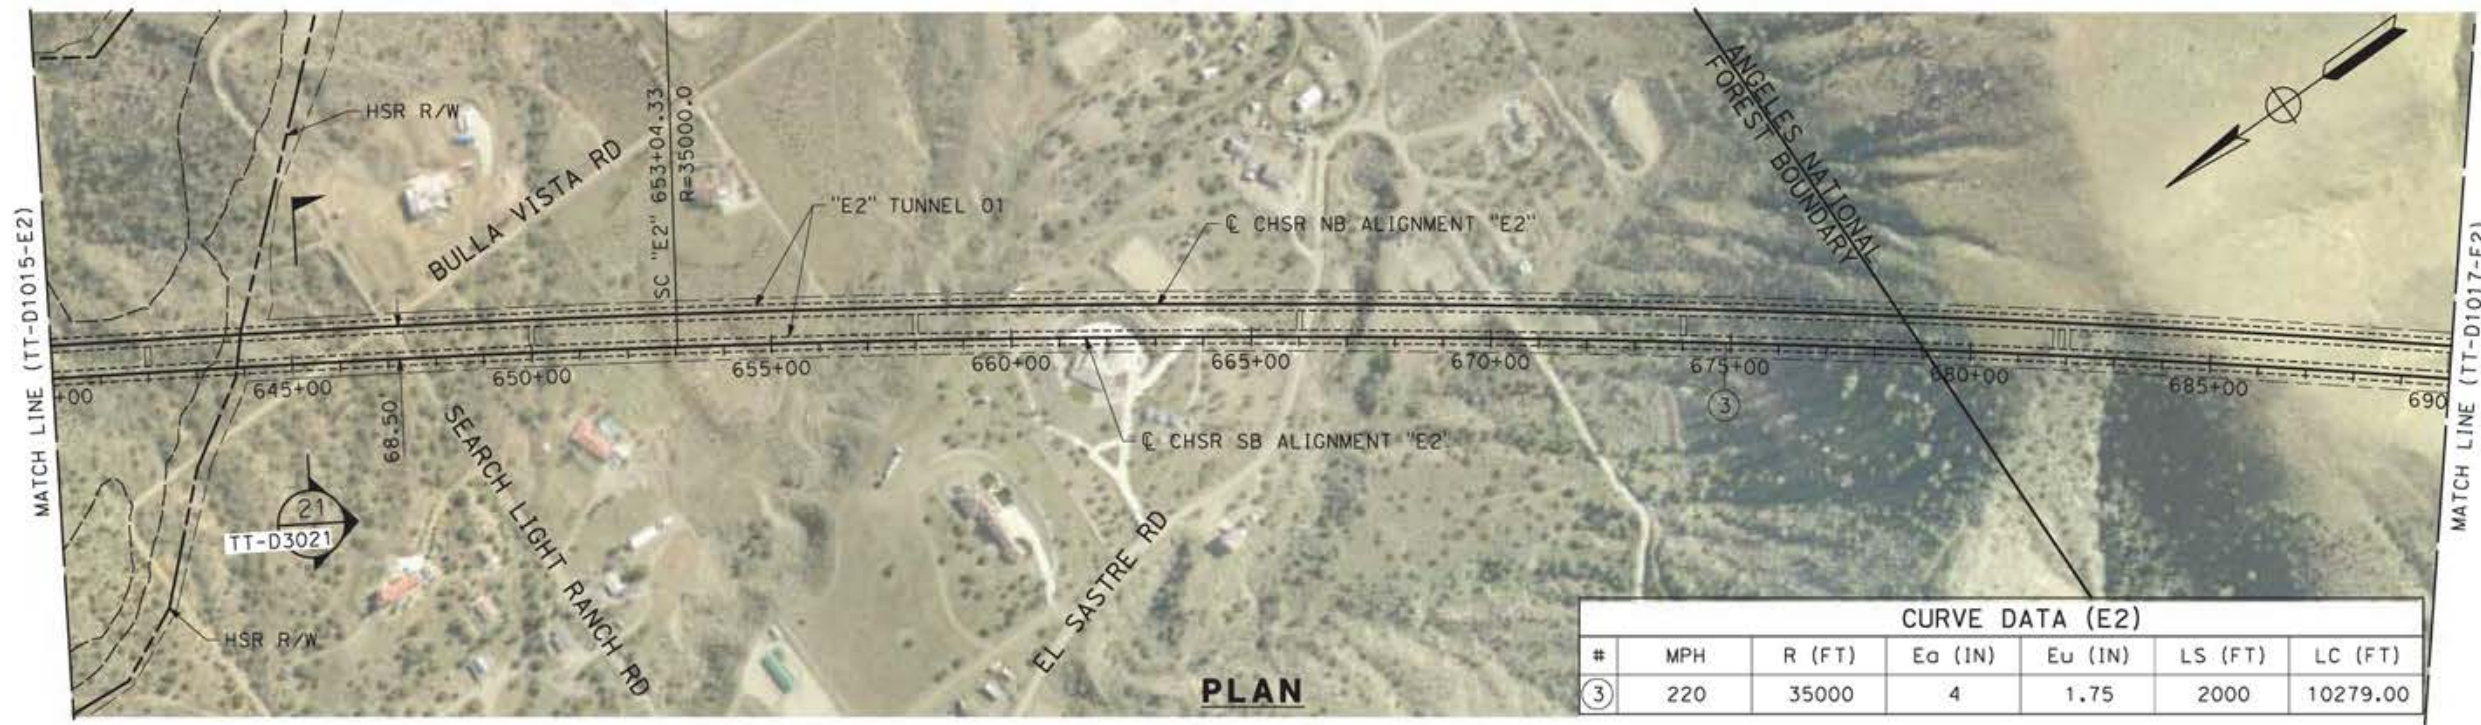 MATCH LINE (TT-D1015-E2)
HSR R/W
BULLA VISTA RD
SC "E2" 653+04.33
R=35000.0
"E2" TUNNEL 01
℄ CHSR NB ALIGNMENT "E2"
ANGELES NATIONAL
FOREST BOUNDARY
MATCH LINE (TT-D1017-E2)
+00
645+00
650+00
655+00
660+00
665+00
670+00
675+00
680+00
685+00
690
3
68.50'
SEARCH LIGHT RANCH RD
℄ CHSR SB ALIGNMENT "E2"
21
TT-D3021
EL SASTRE RD
HSR R/W
PLAN
CURVE DATA (E2)
# MPH R (FT) Ea (IN) Eu (IN) LS (FT) LC (FT)
3 220 35000 4 1.75 2000 10279.00